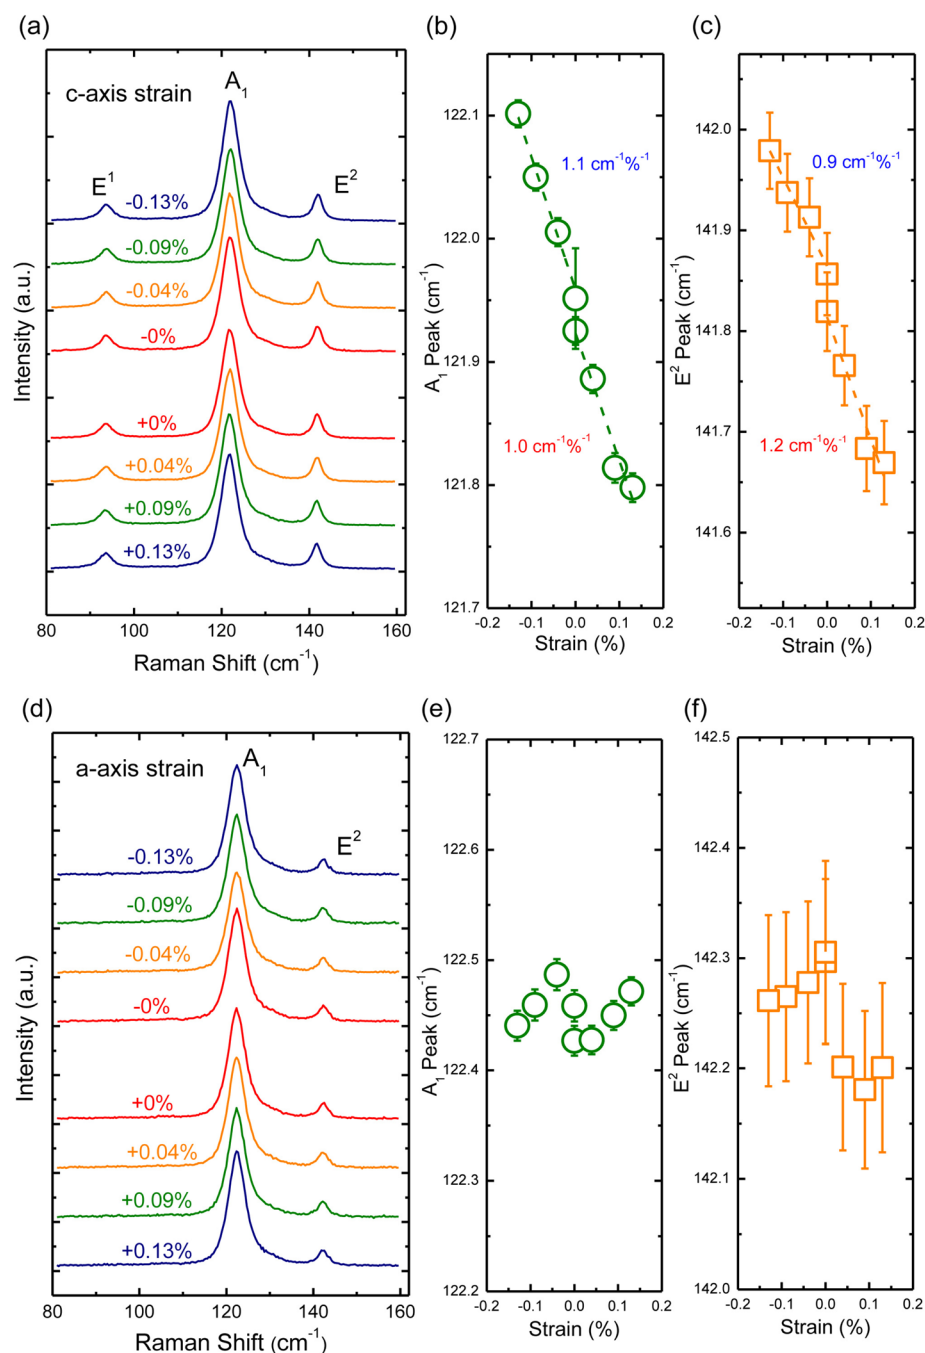 (a)
c-axis strain
A₁
E¹
E²
-0.13%
-0.09%
-0.04%
-0%
+0%
+0.04%
+0.09%
+0.13%
Intensity (a.u.)
80 100 120 140 160
Raman Shift (cm⁻¹)
(b)
122.1
122.0
121.9
121.8
121.7
A₁ Peak (cm⁻¹)
1.1 cm⁻¹%⁻¹
1.0 cm⁻¹%⁻¹
-0.2 -0.1 0.0 0.1 0.2
Strain (%)
(c)
142.0
141.9
141.8
141.7
141.6
E² Peak (cm⁻¹)
0.9 cm⁻¹%⁻¹
1.2 cm⁻¹%⁻¹
-0.2 -0.1 0.0 0.1 0.2
Strain (%)
(d)
a-axis strain
A₁
E²
-0.13%
-0.09%
-0.04%
-0%
+0%
+0.04%
+0.09%
+0.13%
Intensity (a.u.)
80 100 120 140 160
Raman Shift (cm⁻¹)
(e)
122.7
122.6
122.5
122.4
122.3
122.2
A₁ Peak (cm⁻¹)
-0.2 -0.1 0.0 0.1 0.2
Strain (%)
(f)
142.5
142.4
142.3
142.2
142.1
142.0
E² Peak (cm⁻¹)
-0.2 -0.1 0.0 0.1 0.2
Strain (%)